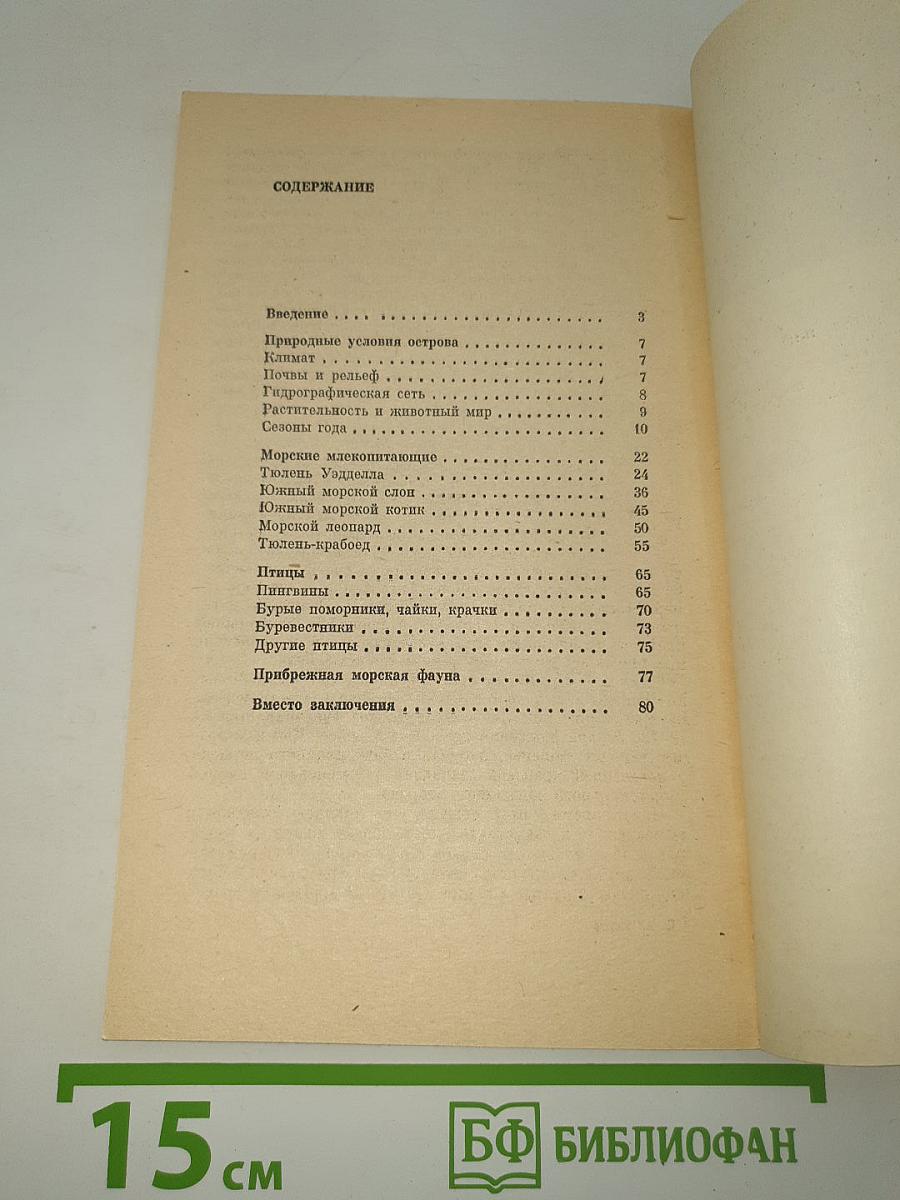 СОДЕРЖАНИЕ
Введение . . . . . . . . . . . . . . . . . . . . . . . . 3
Природные условия острова . . . . . . . . . . . . . . 7
Климат . . . . . . . . . . . . . . . . . . . . . . . . . 7
Почвы и рельеф . . . . . . . . . . . . . . . . . . . . 7
Гидрографическая сеть . . . . . . . . . . . . . . . . 8
Растительность и животный мир . . . . . . . . . . 9
Сезоны года . . . . . . . . . . . . . . . . . . . . . . 10
Морские млекопитающие . . . . . . . . . . . . . . . 22
Тюлень Уэдделла . . . . . . . . . . . . . . . . . . . 24
Южный морской слон . . . . . . . . . . . . . . . . . 36
Южный морской котик . . . . . . . . . . . . . . . . 45
Морской леопард . . . . . . . . . . . . . . . . . . . 50
Тюлень-крабоед . . . . . . . . . . . . . . . . . . . . 55
Птицы . . . . . . . . . . . . . . . . . . . . . . . . . . 65
Пингвины . . . . . . . . . . . . . . . . . . . . . . . . 65
Бурые поморники, чайки, крачки . . . . . . . . . . 70
Буревестники . . . . . . . . . . . . . . . . . . . . . . 73
Другие птицы . . . . . . . . . . . . . . . . . . . . . . 75
Прибрежная морская фауна . . . . . . . . . . . . . 77
Вместо заключения . . . . . . . . . . . . . . . . . . . 80
15 см
БФ БИБЛИОФАН